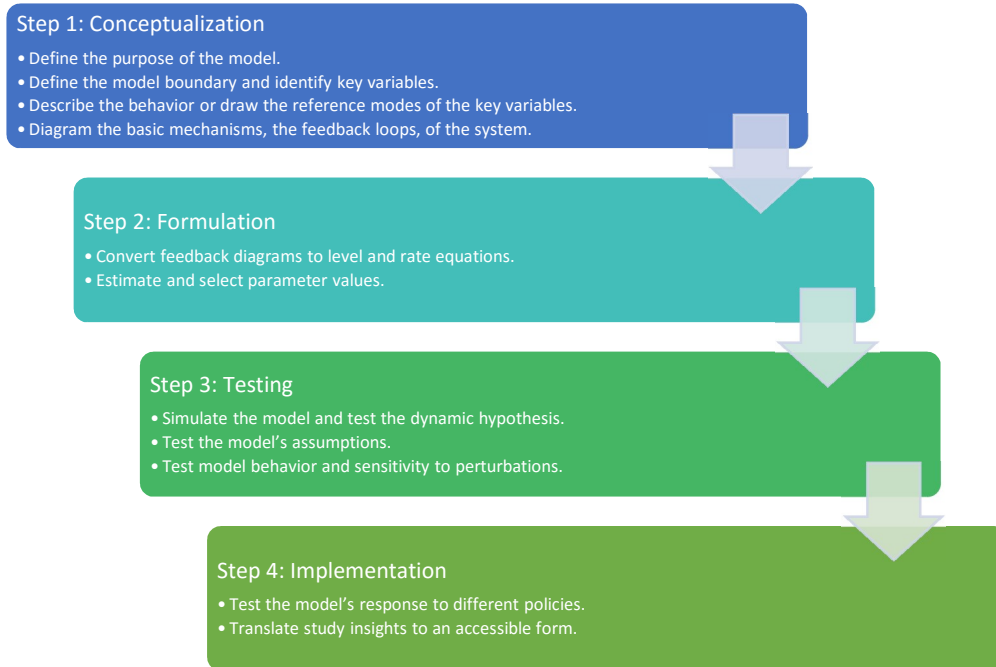 Step 1: Conceptualization
• Define the purpose of the model.
• Define the model boundary and identify key variables.
• Describe the behavior or draw the reference modes of the key variables.
• Diagram the basic mechanisms, the feedback loops, of the system.
Step 2: Formulation
• Convert feedback diagrams to level and rate equations.
• Estimate and select parameter values.
Step 3: Testing
• Simulate the model and test the dynamic hypothesis.
• Test the model’s assumptions.
• Test model behavior and sensitivity to perturbations.
Step 4: Implementation
• Test the model’s response to different policies.
• Translate study insights to an accessible form.